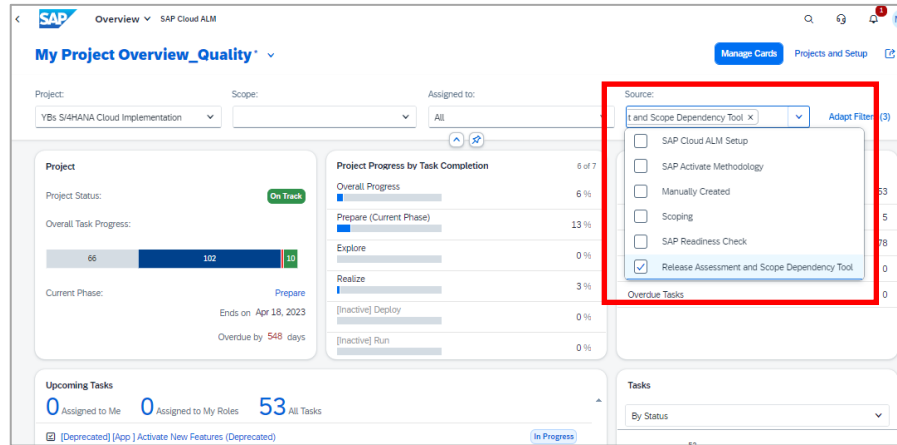 SAP Overview SAP Cloud ALM 1
My Project Overview_Quality* Manage Cards Projects and Setup
Project: Scope: Assigned to: Source:
YBs S/4HANA Cloud Implementation All t and Scope Dependency Tool × Adapt Filters (3)
SAP Cloud ALM Setup
SAP Activate Methodology
Manually Created
Scoping
SAP Readiness Check
Release Assessment and Scope Dependency Tool
Project
Project Status: On Track
Overall Task Progress:
66 102 10
Current Phase: Prepare
Ends on Apr 18, 2023
Overdue by 548 days
Project Progress by Task Completion 6 of 7
Overall Progress
6 %
Prepare (Current Phase)
13 %
Explore
0 %
Realize
3 %
[Inactive] Deploy
0 %
[Inactive] Run
0 %
53
5
78
0
Overdue Tasks 0
Upcoming Tasks
0 Assigned to Me 0 Assigned to My Roles 53 All Tasks
[Deprecated] [App ] Activate New Features (Deprecated) In Progress
Tasks
By Status